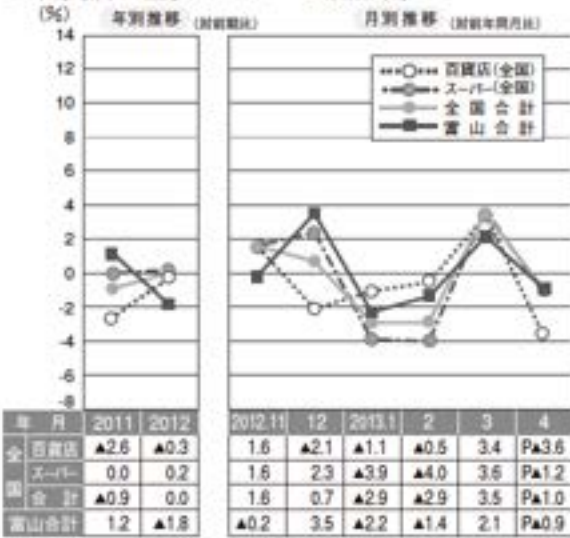 (%) 年別推移 (対前期比) 月別推移 (対前年同月比)
14
12
10
8
6
4
2
0
-2
-4
-6
-8
百貨店(全国)
スーパー(全国)
全国合計
富山合計
年 月 2011 2012 2012.11 12 2013.1 2 3 4
全国 百貨店 ▲2.6 ▲0.3 1.6 ▲2.1 ▲1.1 ▲0.5 3.4 P▲3.6
スーパー 0.0 0.2 1.6 2.3 ▲3.9 ▲4.0 3.6 P▲1.2
合計 ▲0.9 0.0 1.6 0.7 ▲2.9 ▲2.9 3.5 P▲1.0
富山合計 1.2 ▲1.8 ▲0.2 3.5 ▲2.2 ▲1.4 2.1 P▲0.9